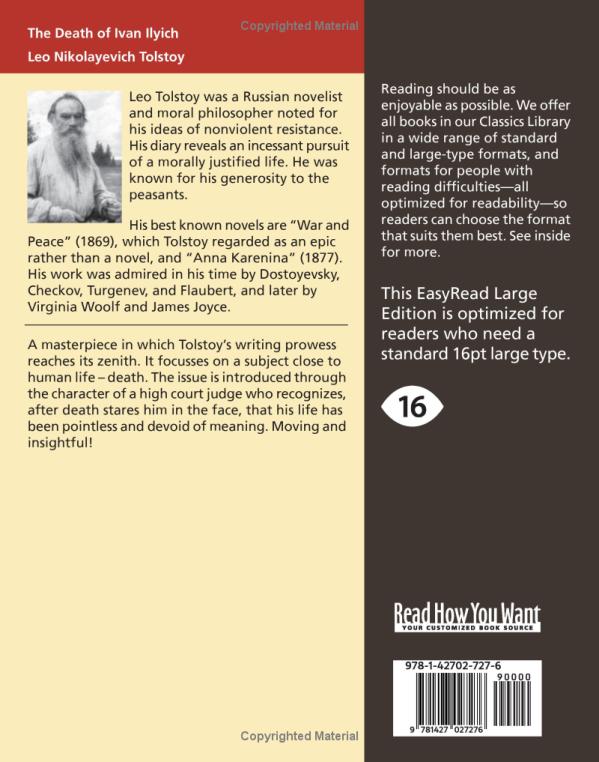 The Death of Ivan Ilyich
Leo Nikolayevich Tolstoy
Copyrighted Material
Leo Tolstoy was a Russian novelist
and moral philosopher noted for
his ideas of nonviolent resistance.
His diary reveals an incessant pursuit
of a morally justified life. He was
known for his generosity to the
peasants.
His best known novels are “War and
Peace” (1869), which Tolstoy regarded as an epic
rather than a novel, and “Anna Karenina” (1877).
His work was admired in his time by Dostoyevsky,
Checkov, Turgenev, and Flaubert, and later by
Virginia Woolf and James Joyce.
A masterpiece in which Tolstoy’s writing prowess
reaches its zenith. It focusses on a subject close to
human life – death. The issue is introduced through
the character of a high court judge who recognizes,
after death stares him in the face, that his life has
been pointless and devoid of meaning. Moving and
insightful!
Copyrighted Material
Reading should be as
enjoyable as possible. We offer
all books in our Classics Library
in a wide range of standard
and large-type formats, and
formats for people with
reading difficulties—all
optimized for readability—so
readers can choose the format
that suits them best. See inside
for more.
This EasyRead Large
Edition is optimized for
readers who need a
standard 16pt large type.
16
Read How You Want
YOUR CUSTOMIZED BOOK SOURCE
978-1-42702-727-6
90000
9 781427 027276